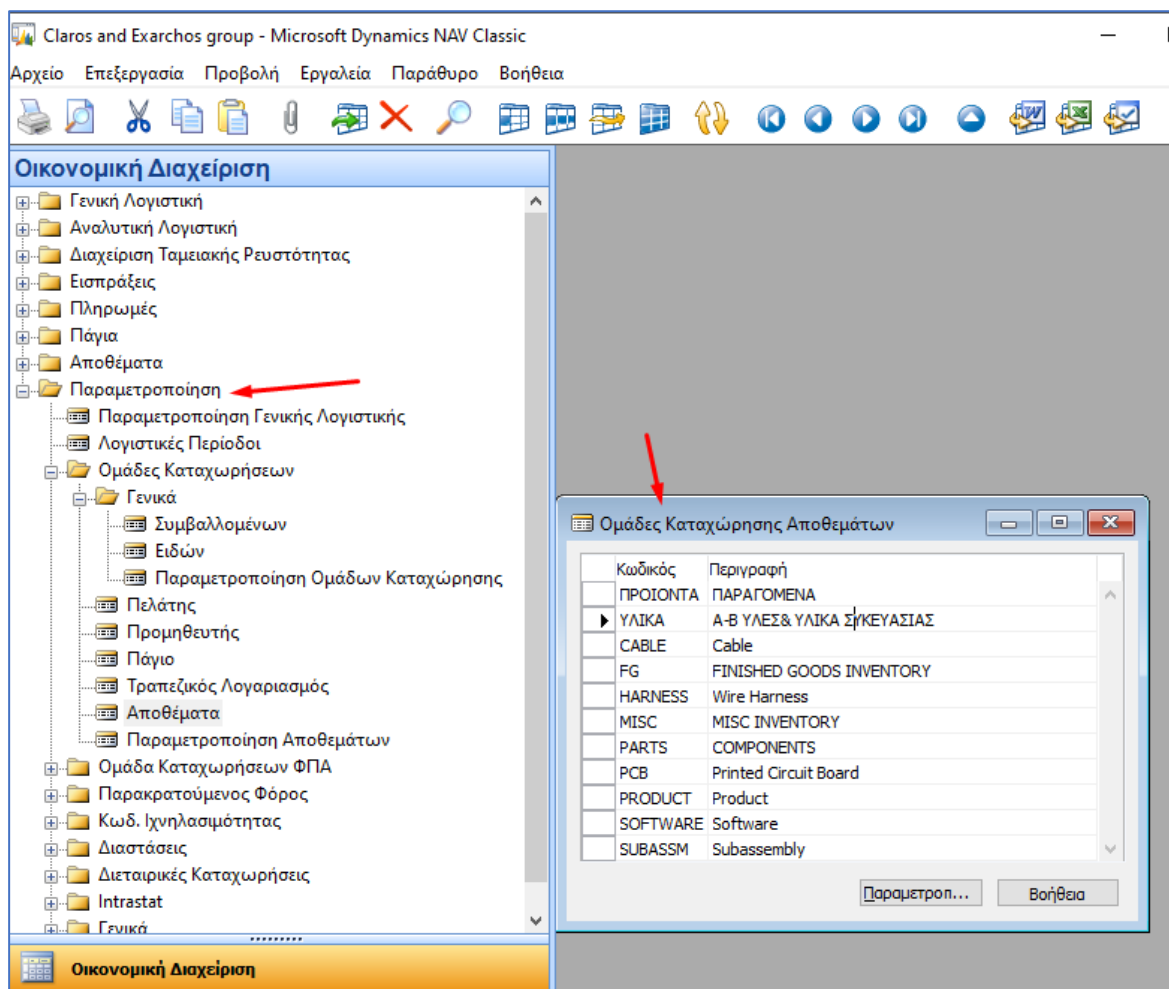 Claros and Exarchos group - Microsoft Dynamics NAV Classic
Αρχείο Επεξεργασία Προβολή Εργαλεία Παράθυρο Βοήθεια
Οικονομική Διαχείριση
Γενική Λογιστική
Αναλυτική Λογιστική
Διαχείριση Ταμειακής Ρευστότητας
Εισπράξεις
Πληρωμές
Πάγια
Αποθέματα
Παραμετροποίηση
Παραμετροποίηση Γενικής Λογιστικής
Λογιστικές Περίοδοι
Ομάδες Καταχωρήσεων
Γενικά
Συμβαλλομένων
Ειδών
Παραμετροποίηση Ομάδων Καταχώρησης
Πελάτης
Προμηθευτής
Πάγιο
Τραπεζικός Λογαριασμός
Αποθέματα
Παραμετροποίηση Αποθεμάτων
Ομάδα Καταχωρήσεων ΦΠΑ
Παρακρατούμενος Φόρος
Κωδ. Ιχνηλασιμότητας
Διαστάσεις
Διεταιρικές Καταχωρήσεις
Intrastat
Γενικά
Οικονομική Διαχείριση
Ομάδες Καταχώρησης Αποθεμάτων
Κωδικός Περιγραφή
ΠΡΟΙΟΝΤΑ ΠΑΡΑΓΟΜΕΝΑ
ΥΛΙΚΑ Α-Β ΥΛΕΣ& ΥΛΙΚΑ ΣΥΚΕΥΑΣΙΑΣ
CABLE Cable
FG FINISHED GOODS INVENTORY
HARNESS Wire Harness
MISC MISC INVENTORY
PARTS COMPONENTS
PCB Printed Circuit Board
PRODUCT Product
SOFTWARE Software
SUBASSM Subassembly
Παραμετροπ... Βοήθεια